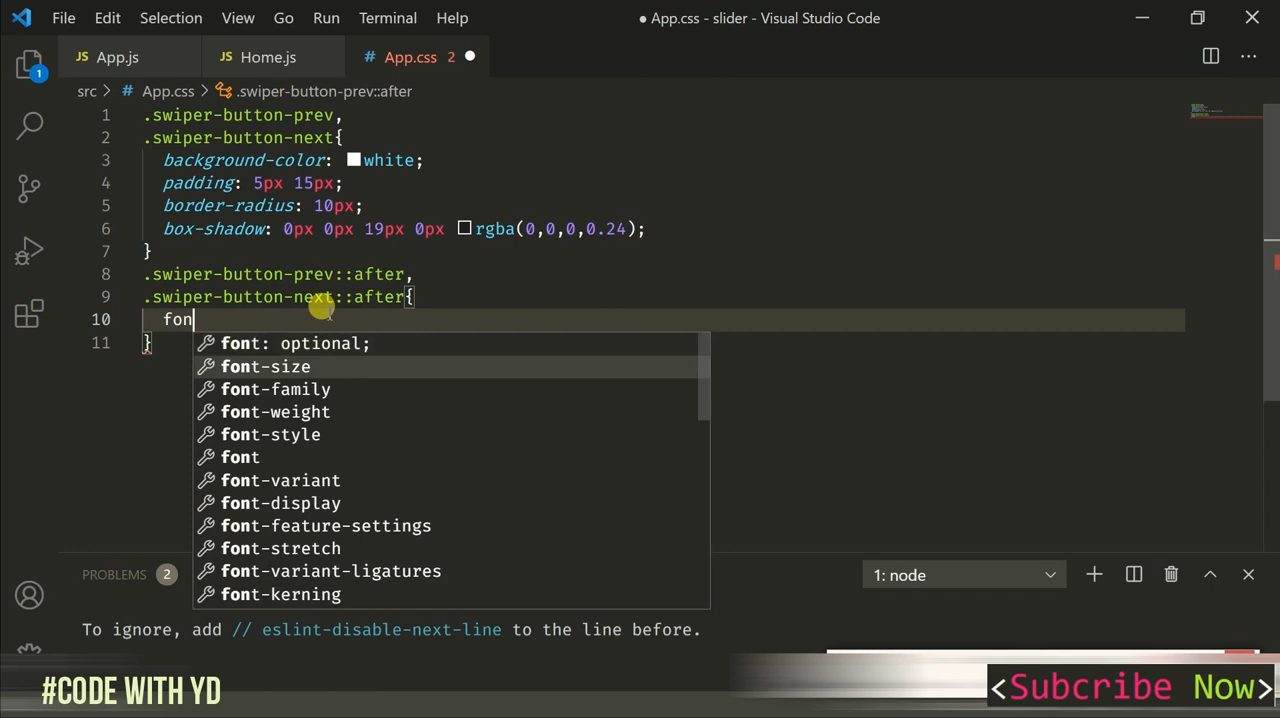 File Edit Selection View Go Run Terminal Help ● App.css - slider - Visual Studio Code
JS App.js JS Home.js # App.css 2
src > # App.css > .swiper-button-prev::after
1
1 .swiper-button-prev,
2 .swiper-button-next{
3 background-color: white;
4 padding: 5px 15px;
5 border-radius: 10px;
6 box-shadow: 0px 0px 19px 0px rgba(0,0,0,0.24);
7 }
8 .swiper-button-prev::after,
9 .swiper-button-next::after{
10 fon
11 }
font: optional;
font-size
font-family
font-weight
font-style
font
font-variant
font-display
font-feature-settings
font-stretch
font-variant-ligatures
font-kerning
PROBLEMS 2 1: node
To ignore, add // eslint-disable-next-line to the line before.
#CODE WITH YD
<Subcribe Now>